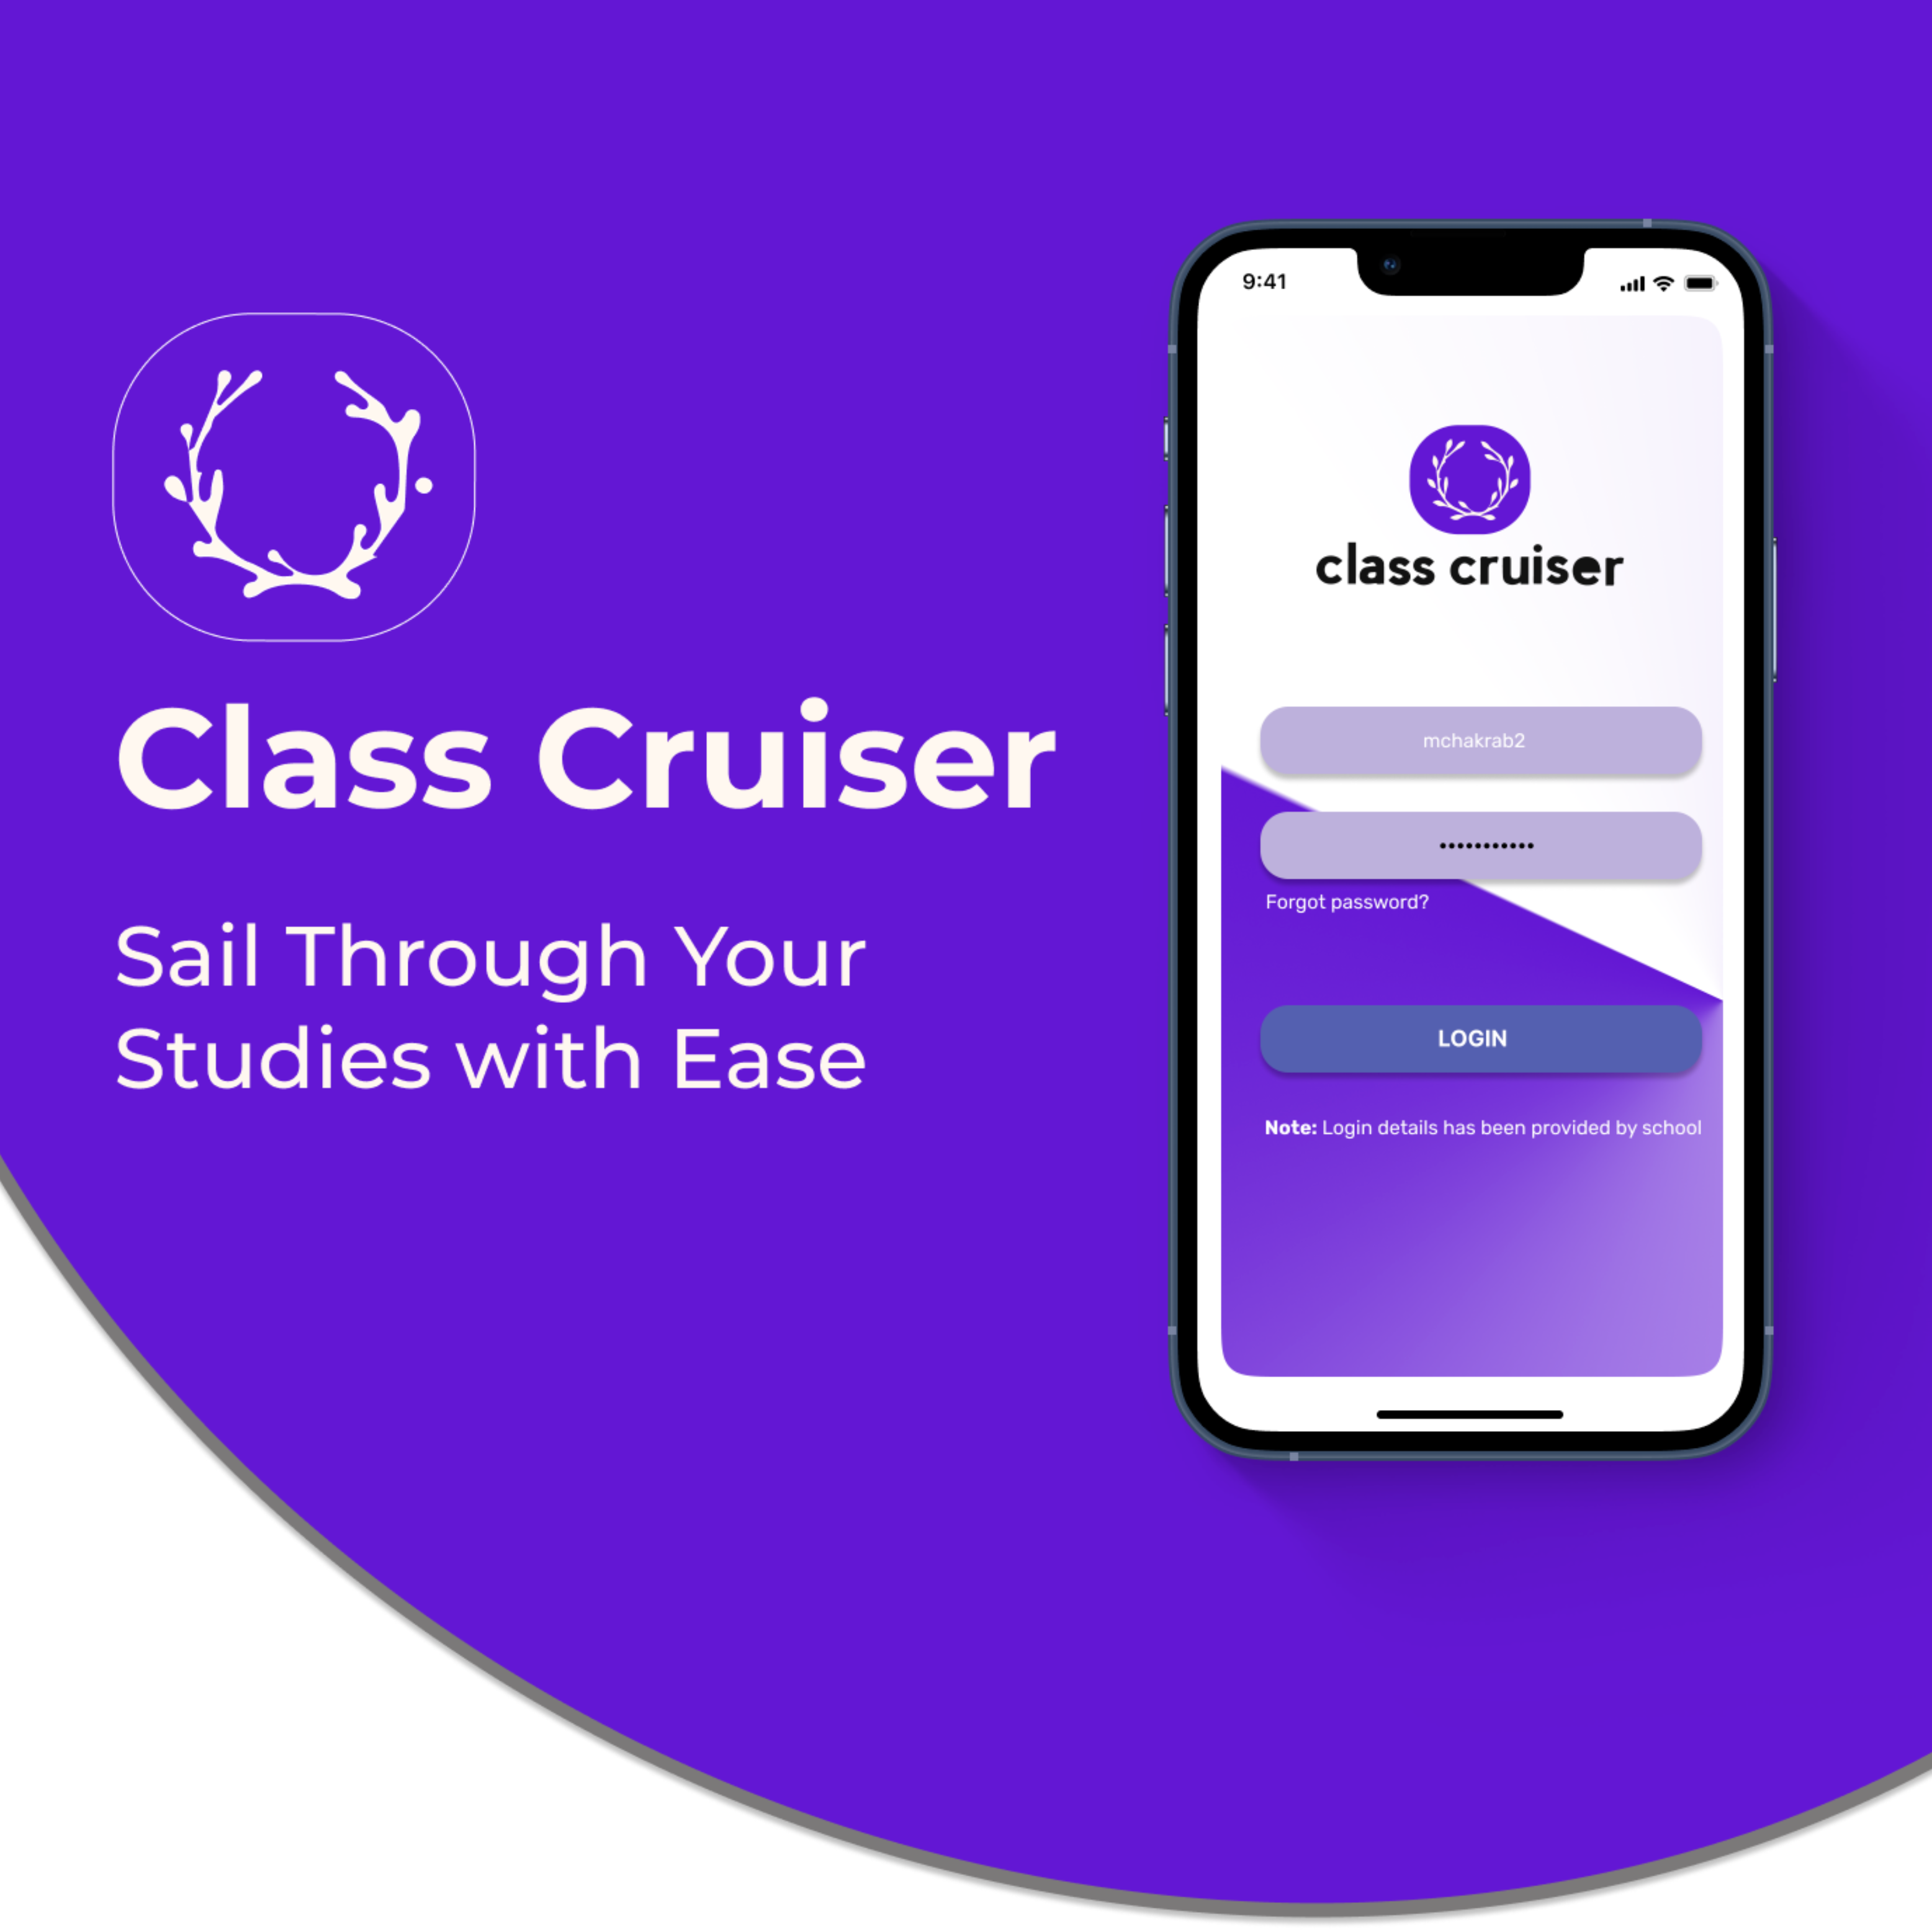 Class Cruiser
Sail Through Your
Studies with Ease
9:41
class cruiser
mchakrab2
•••••••••••
Forgot password?
LOGIN
Note: Login details has been provided by school